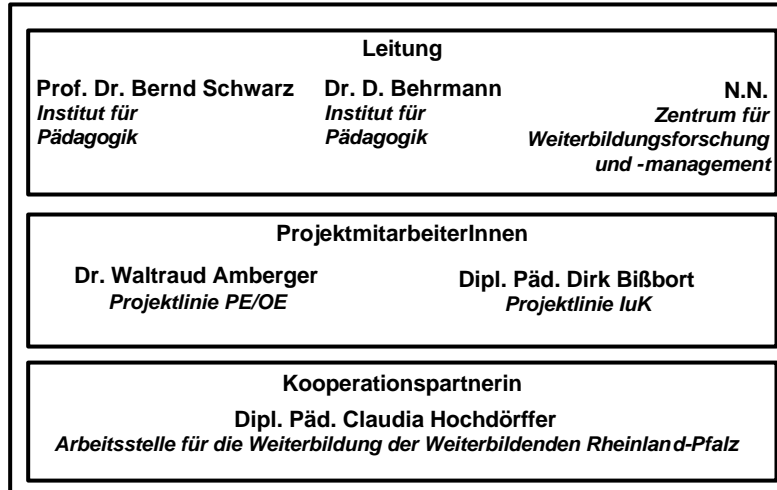 Leitung
Prof. Dr. Bernd Schwarz
Institut für
Pädagogik
Dr. D. Behrmann
Institut für
Pädagogik
N.N.
Zentrum für
Weiterbildungsforschung
und -management
ProjektmitarbeiterInnen
Dr. Waltraud Amberger
Projektlinie PE/OE
Dipl. Päd. Dirk Bißbort
Projektlinie IuK
Kooperationspartnerin
Dipl. Päd. Claudia Hochdörffer
Arbeitsstelle für die Weiterbildung der Weiterbildenden Rheinland-Pfalz